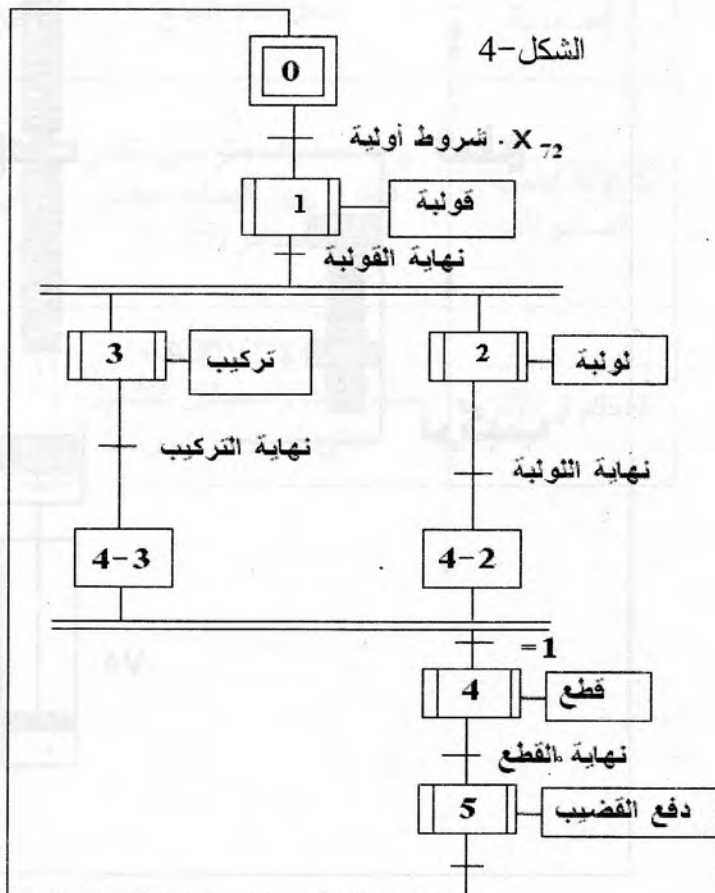 الشكل-4
0
X₇₂ . شروط أولية
1
قولبة
نهاية القولبة
3
تركيب
2
لولبة
نهاية التركيب
نهاية اللولبة
4-3
4-2
=1
4
قطع
نهاية القطع
5
دفع القضيب